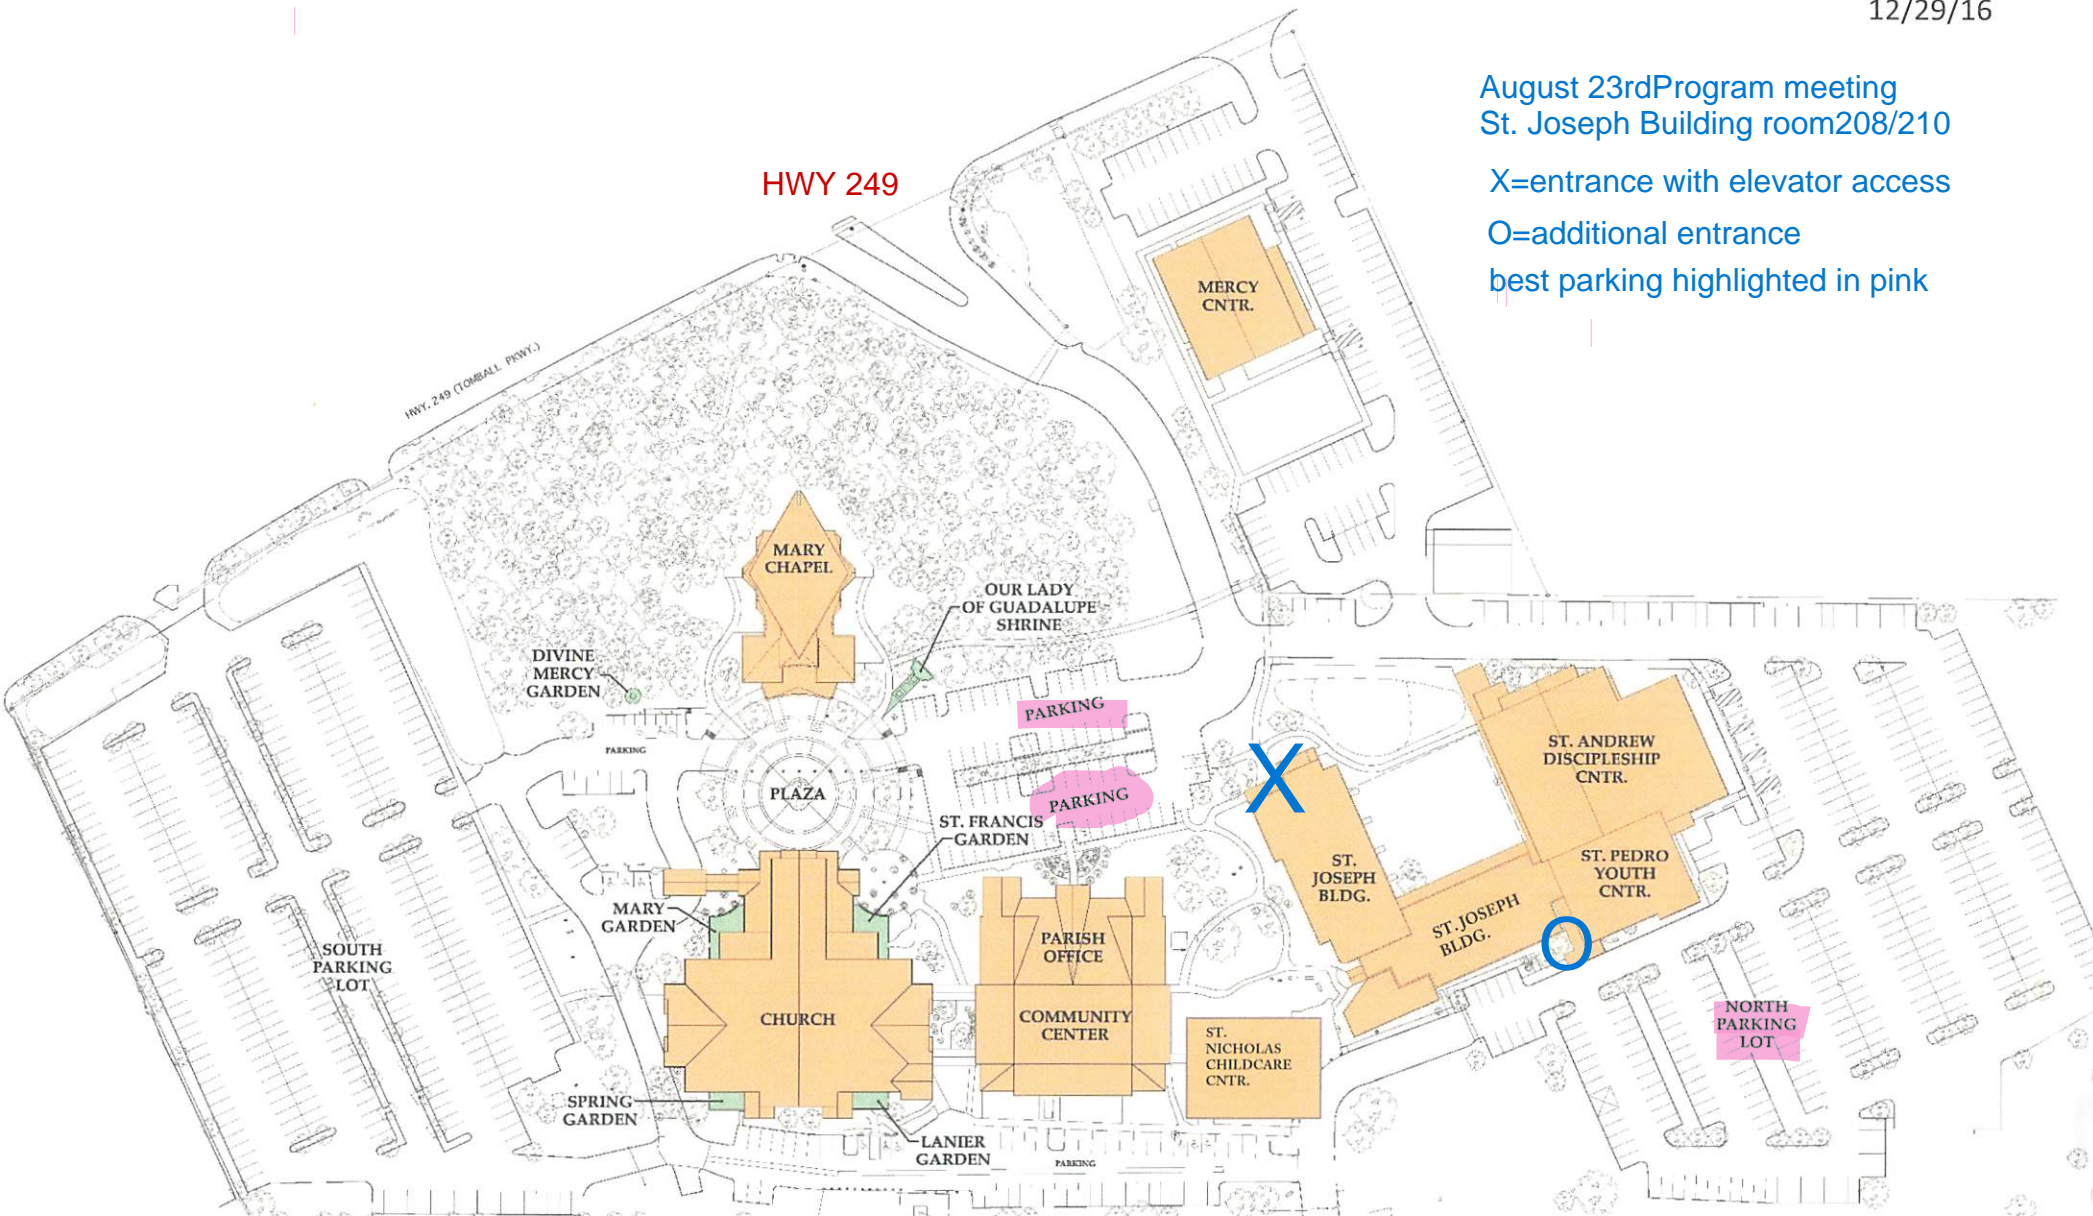 12/29/16
August 23rdProgram meeting
St. Joseph Building room208/210
X=entrance with elevator access
O=additional entrance
best parking highlighted in pink
HWY 249
HWY. 249 (TOMBALL PKWY.)
MERCY
CNTR.
MARY
CHAPEL
OUR LADY
OF GUADALUPE
SHRINE
DIVINE
MERCY
GARDEN
PARKING
PARKING
PLAZA
PARKING
ST. FRANCIS
GARDEN
X
ST. ANDREW
DISCIPLESHIP
CNTR.
ST.
JOSEPH
BLDG.
ST. PEDRO
YOUTH
CNTR.
ST. JOSEPH
BLDG.
O
MARY
GARDEN
SOUTH
PARKING
LOT
PARISH
OFFICE
CHURCH
COMMUNITY
CENTER
ST.
NICHOLAS
CHILDCARE
CNTR.
NORTH
PARKING
LOT
SPRING
GARDEN
LANIER
GARDEN
PARKING